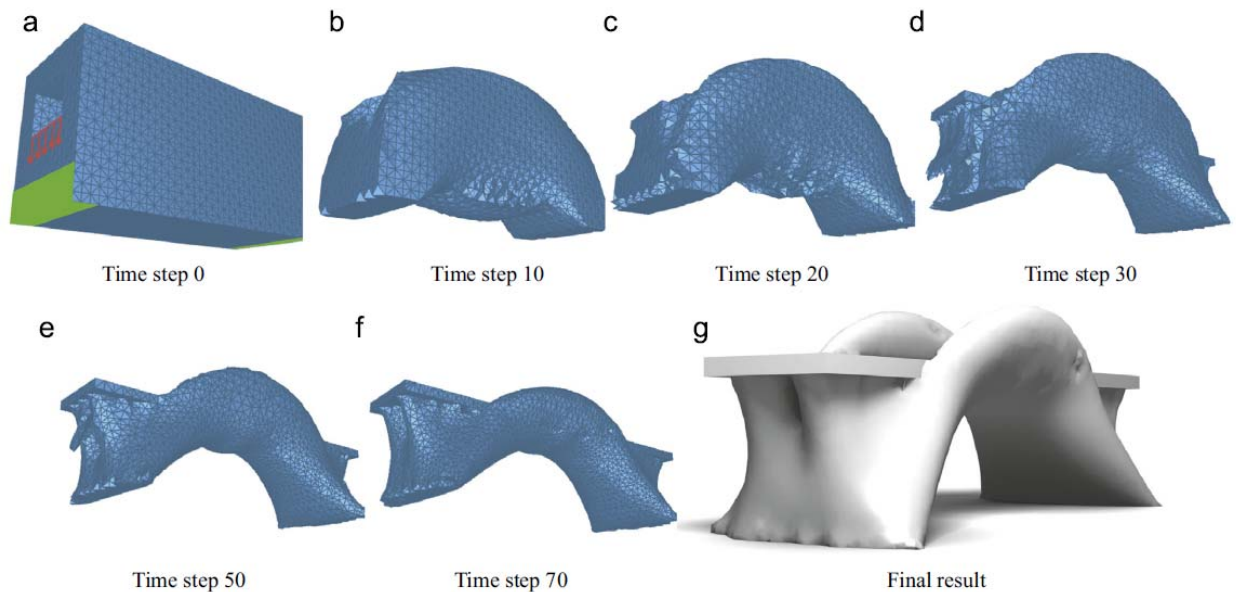 a
b
c
d
Time step 0
Time step 10
Time step 20
Time step 30
e
f
g
Time step 50
Time step 70
Final result